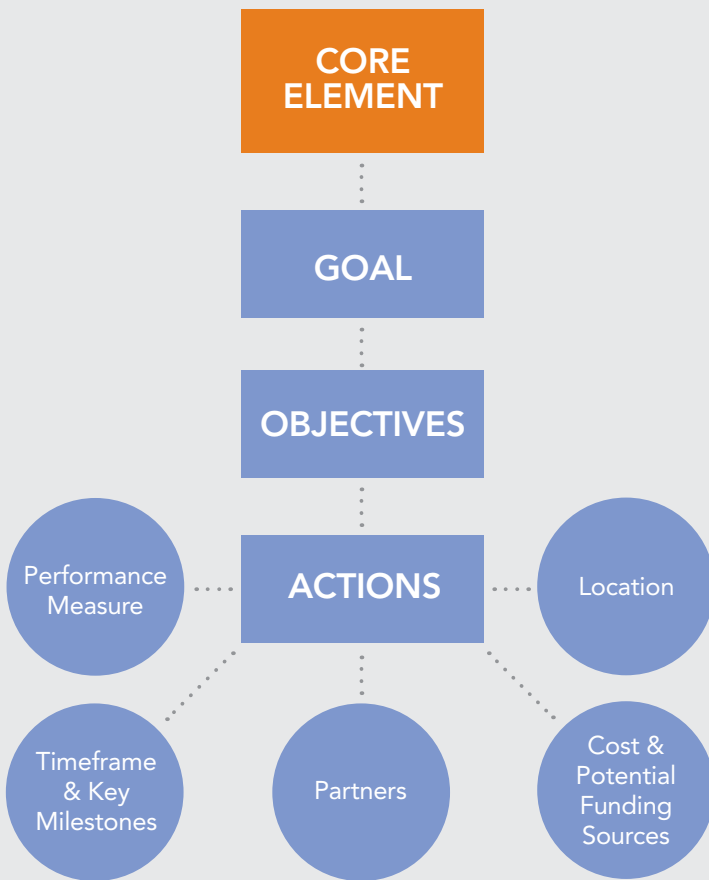 CORE
ELEMENT
GOAL
OBJECTIVES
ACTIONS
Performance
Measure
Location
Timeframe
& Key
Milestones
Partners
Cost &
Potential
Funding
Sources